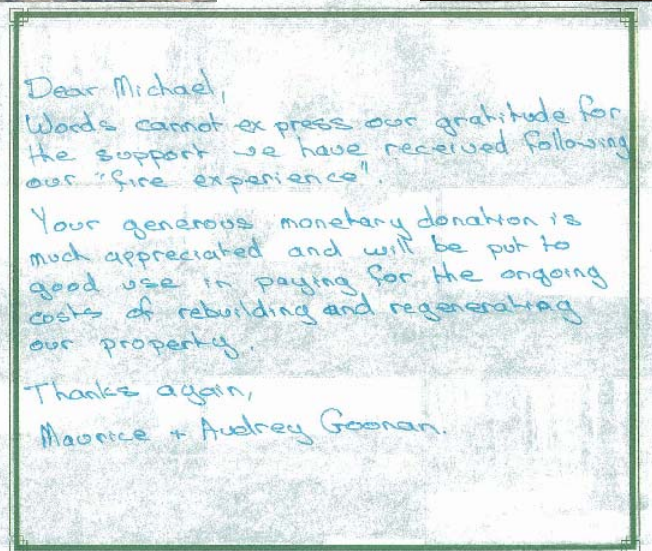 Dear Michael,
Words cannot express our gratitude for
the support we have received following
our "fire experience".
Your generous monetary donation is
much appreciated and will be put to
good use in paying for the ongoing
costs of rebuilding and regenerating
our property.
Thanks again,
Maurice + Audrey Goonan.